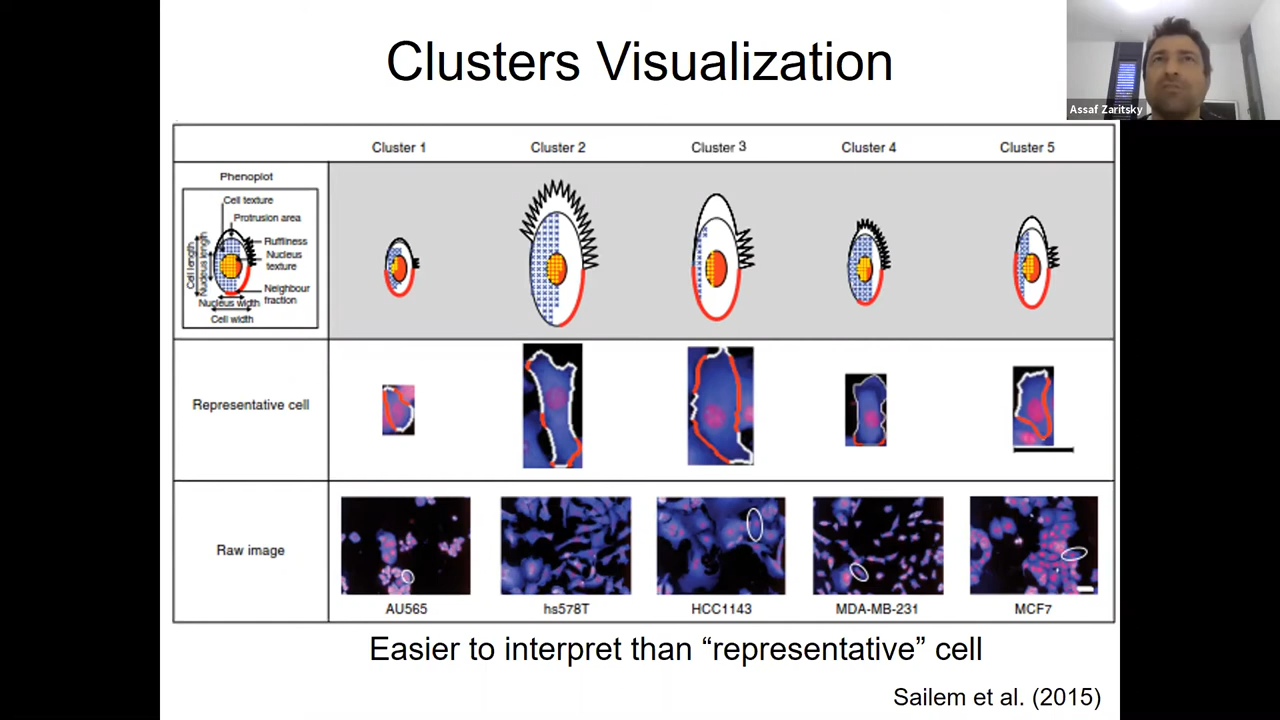 Clusters Visualization
Assaf Zaritsky
Cluster 1
Cluster 2
Cluster 3
Cluster 4
Cluster 5
Phenoplot
Cell texture
Protrusion area
Ruffliness
Nucleus
texture
Neighbour
fraction
Cell length
Nucleus length
Nucleus width
Cell width
Representative cell
Raw image
AU565
hs578T
HCC1143
MDA-MB-231
MCF7
Easier to interpret than “representative” cell
Sailem et al. (2015)